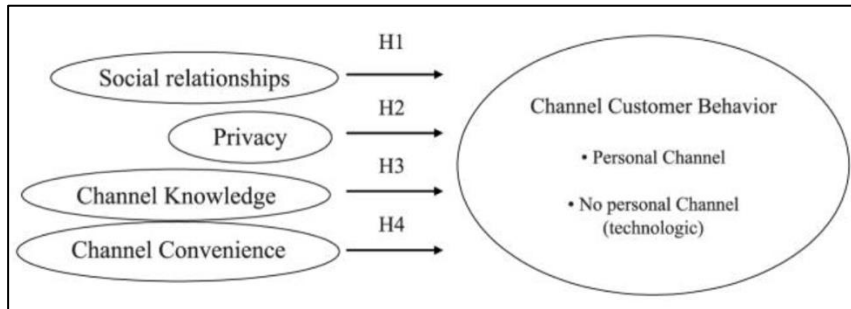 H1
Social relationships
H2
Privacy
H3
Channel Knowledge
H4
Channel Convenience
Channel Customer Behavior
• Personal Channel
• No personal Channel
(technologic)